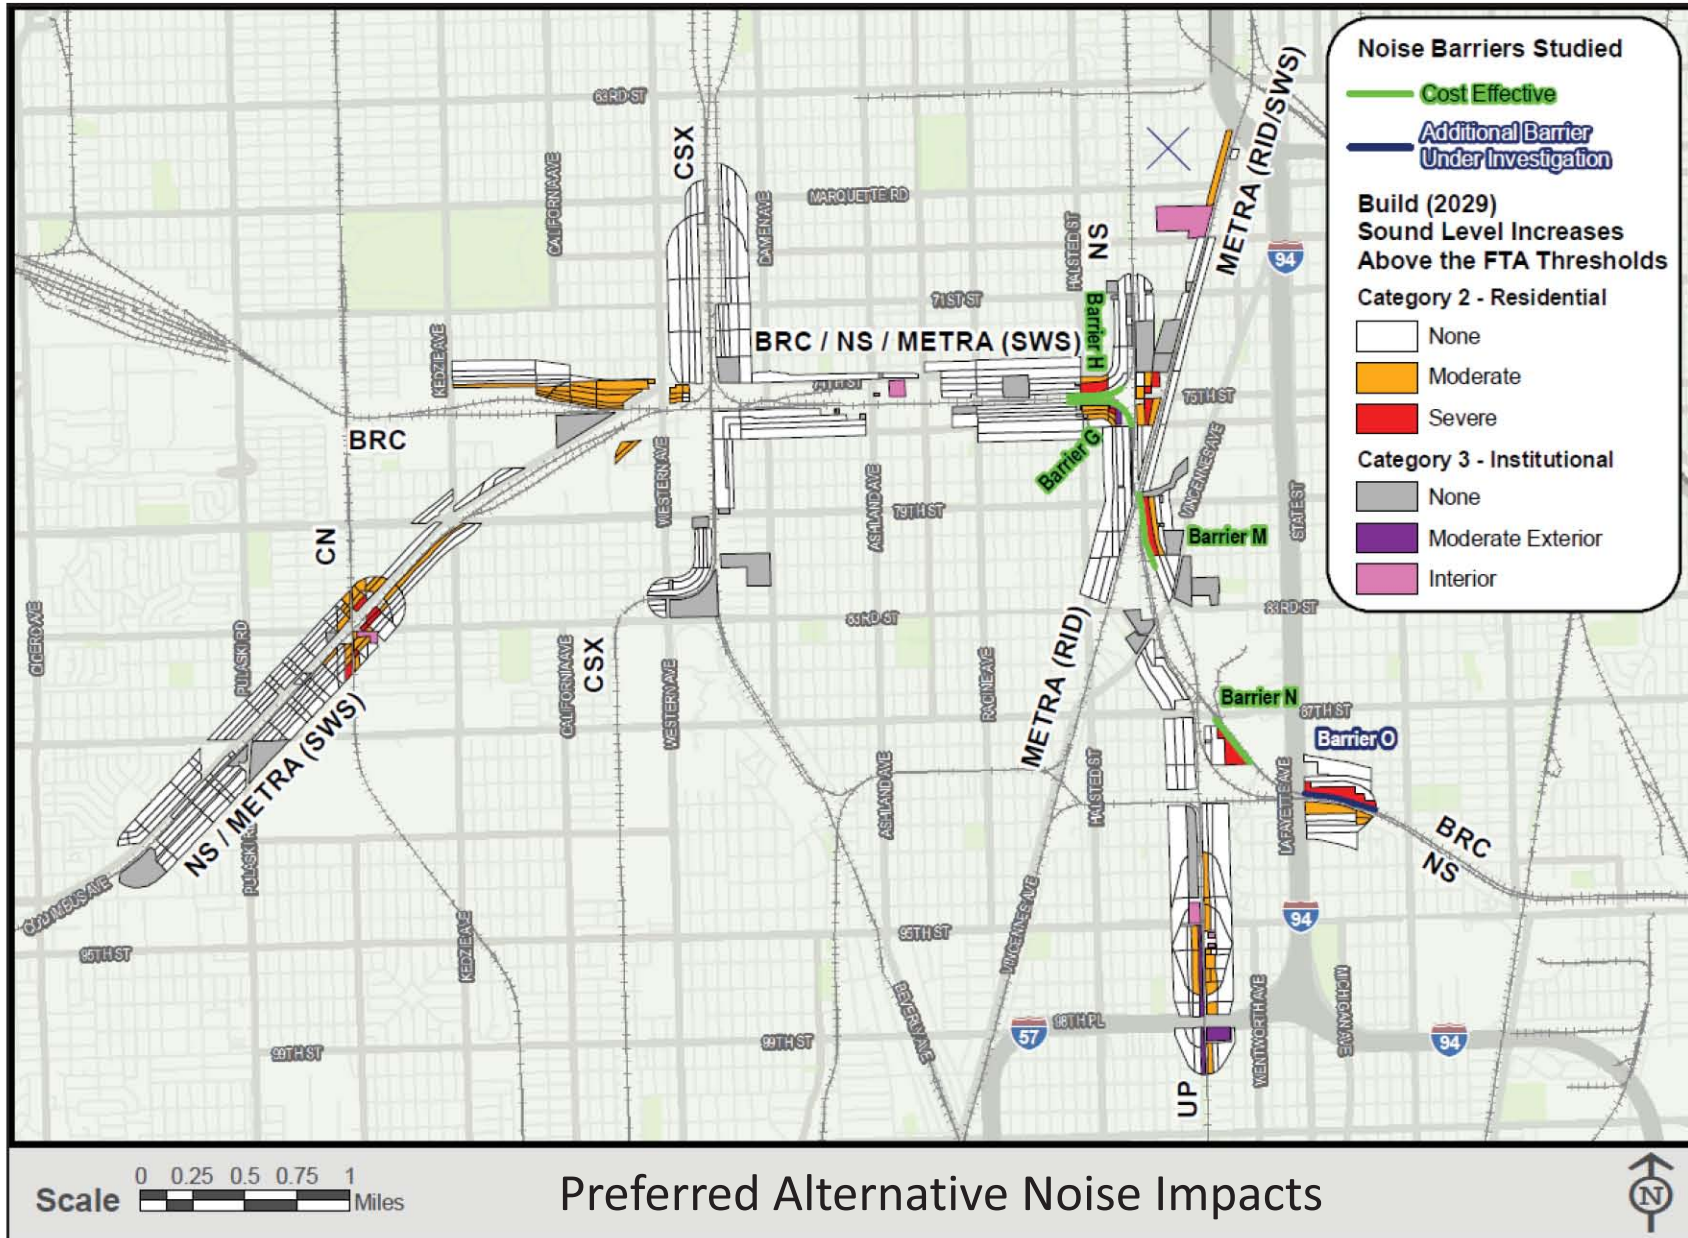 Noise Barriers Studied
Cost Effective
Additional Barrier
Under Investigation
Build (2029)
Sound Level Increases
Above the FTA Thresholds
Category 2 - Residential
None
Moderate
Severe
Category 3 - Institutional
None
Moderate Exterior
Interior
63RD ST
CSX
METRA (RID/SWS)
CALIFORNIA AVE
DAMEN AVE
MARQUETTE RD
HALSTED ST
NS
94
71ST ST
Barrier H
KEDZIE AVE
BRC / NS / METRA (SWS)
74TH ST
75TH ST
BRC
Barrier G
WESTERN AVE
ASHLAND AVE
79TH ST
VINCENNES AVE
STATE ST
CN
Barrier M
CICERO AVE
PULASKI RD
83RD ST
83RD ST
CALIFORNIA AVE
CSX
WESTERN AVE
RACINE AVE
METRA (RID)
Barrier N
87TH ST
Barrier O
NS / METRA (SWS)
PULASKI RD
ASHLAND AVE
HALSTED ST
LAFAYETTE AVE
BRC
NS
COLUMBUS AVE
95TH ST
KEDZIE AVE
95TH ST
VINCENNES AVE
94
BEVERLY AVE
WENTWORTH AVE
MICHIGAN AVE
57
98TH PL
94
99TH ST
99TH ST
UP
Scale
0 0.25 0.5 0.75 1
Miles
Preferred Alternative Noise Impacts
N